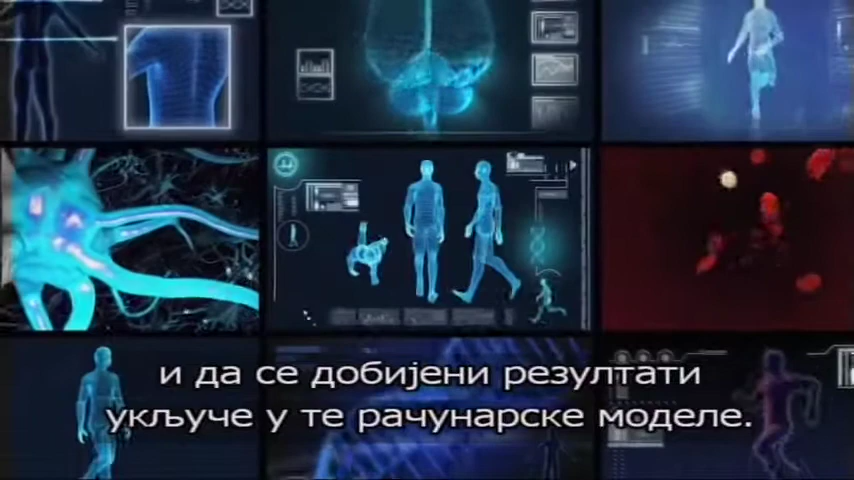 и да се добијени резултати
укључе у те рачунарске моделе.